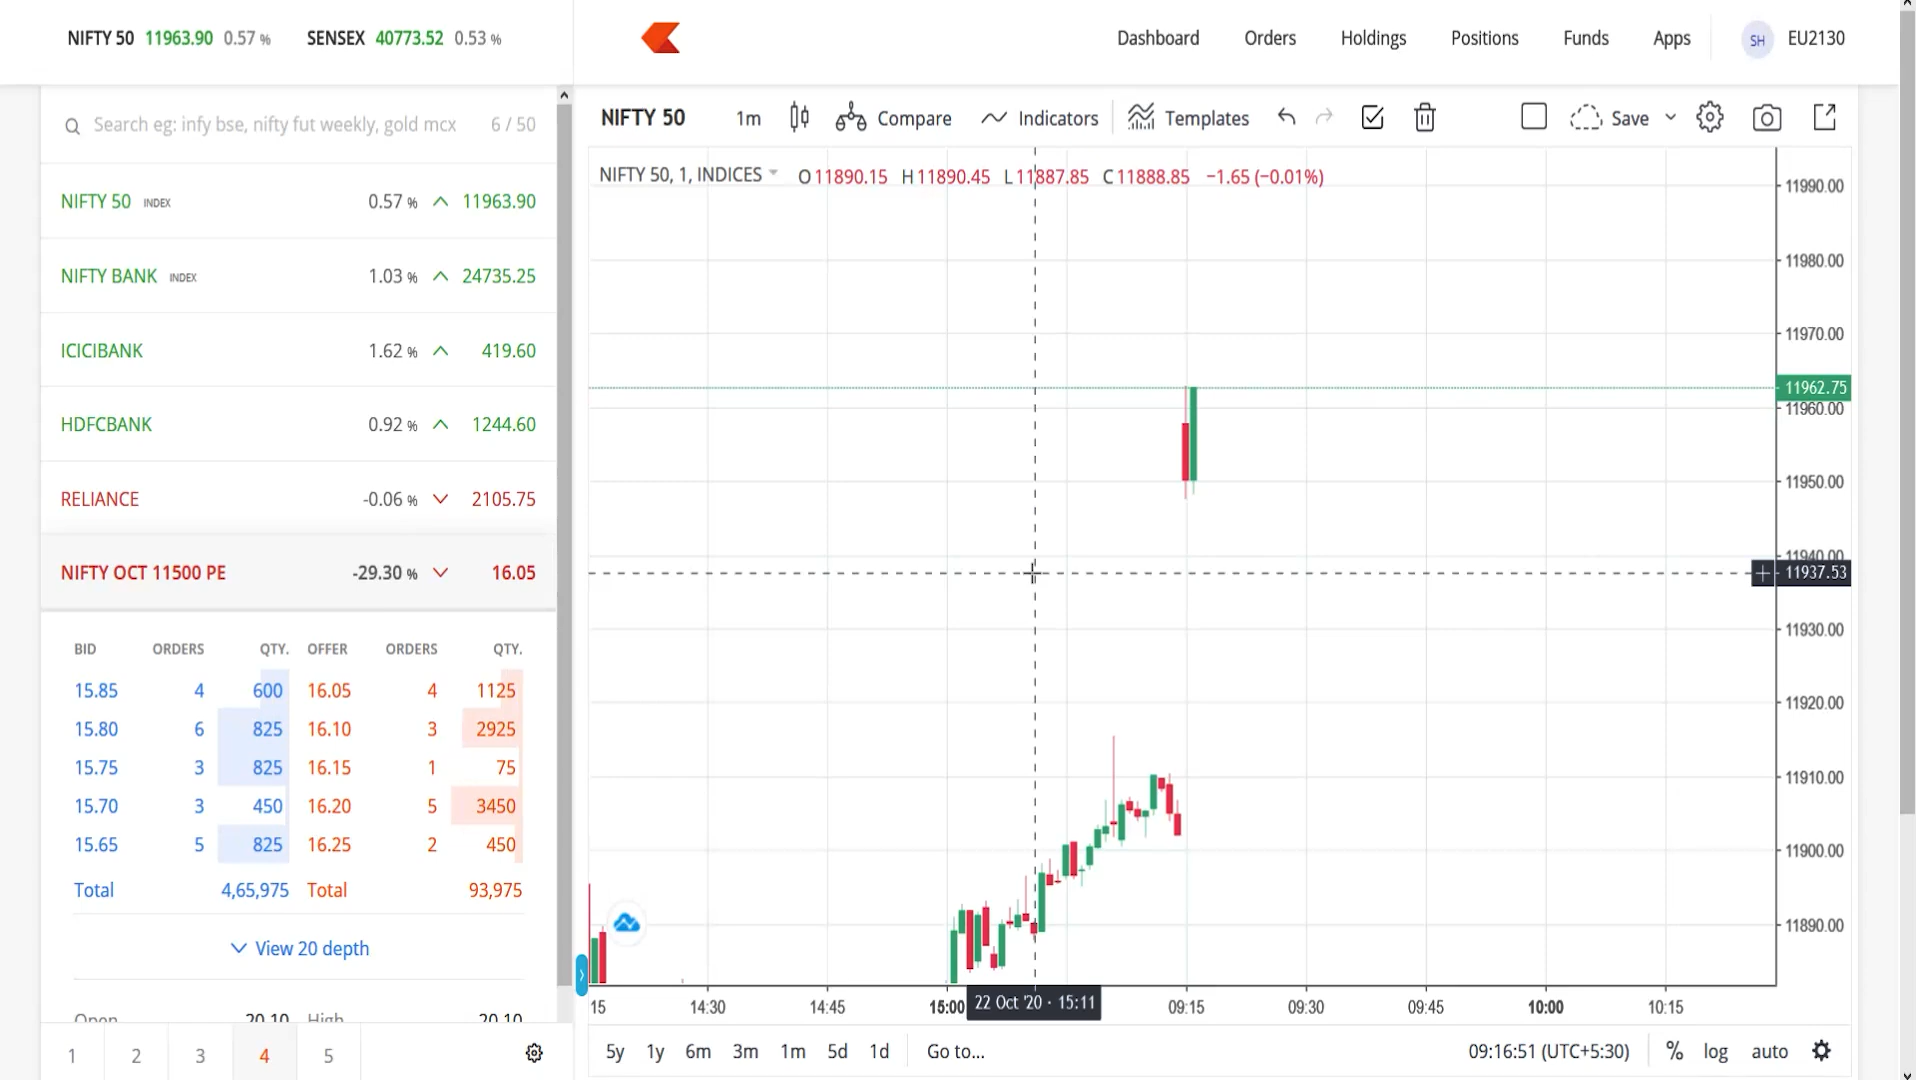 NIFTY 50 11963.90 0.57 % SENSEX 40773.52 0.53 %
Dashboard Orders Holdings Positions Funds Apps SH EU2130
Search eg: infy bse, nifty fut weekly, gold mcx 6 / 50
NIFTY 50 INDEX 0.57 % 11963.90
NIFTY BANK INDEX 1.03 % 24735.25
ICICIBANK 1.62 % 419.60
HDFCBANK 0.92 % 1244.60
RELIANCE -0.06 % 2105.75
NIFTY OCT 11500 PE -29.30 % 16.05
BID ORDERS QTY. OFFER ORDERS QTY.
15.85 4 600 16.05 4 1125
15.80 6 825 16.10 3 2925
15.75 3 825 16.15 1 75
15.70 3 450 16.20 5 3450
15.65 5 825 16.25 2 450
Total 4,65,975 Total 93,975
View 20 depth
Open 20.10 High 20.10
1 2 3 4 5
NIFTY 50 1m Compare Indicators Templates Save
NIFTY 50, 1, INDICES O11890.15 H11890.45 L11887.85 C11888.85 −1.65 (−0.01%)
11990.00
11980.00
11970.00
11962.75
11960.00
11950.00
11940.00
11937.53
11930.00
11920.00
11910.00
11900.00
11890.00
15 14:30 14:45 15:00 22 Oct '20 · 15:11 09:15 09:30 09:45 10:00 10:15
5y 1y 6m 3m 1m 5d 1d Go to... 09:16:51 (UTC+5:30) % log auto